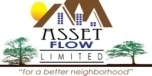 ASSET
FLOW
LIMITED
"for a better neighborhood"